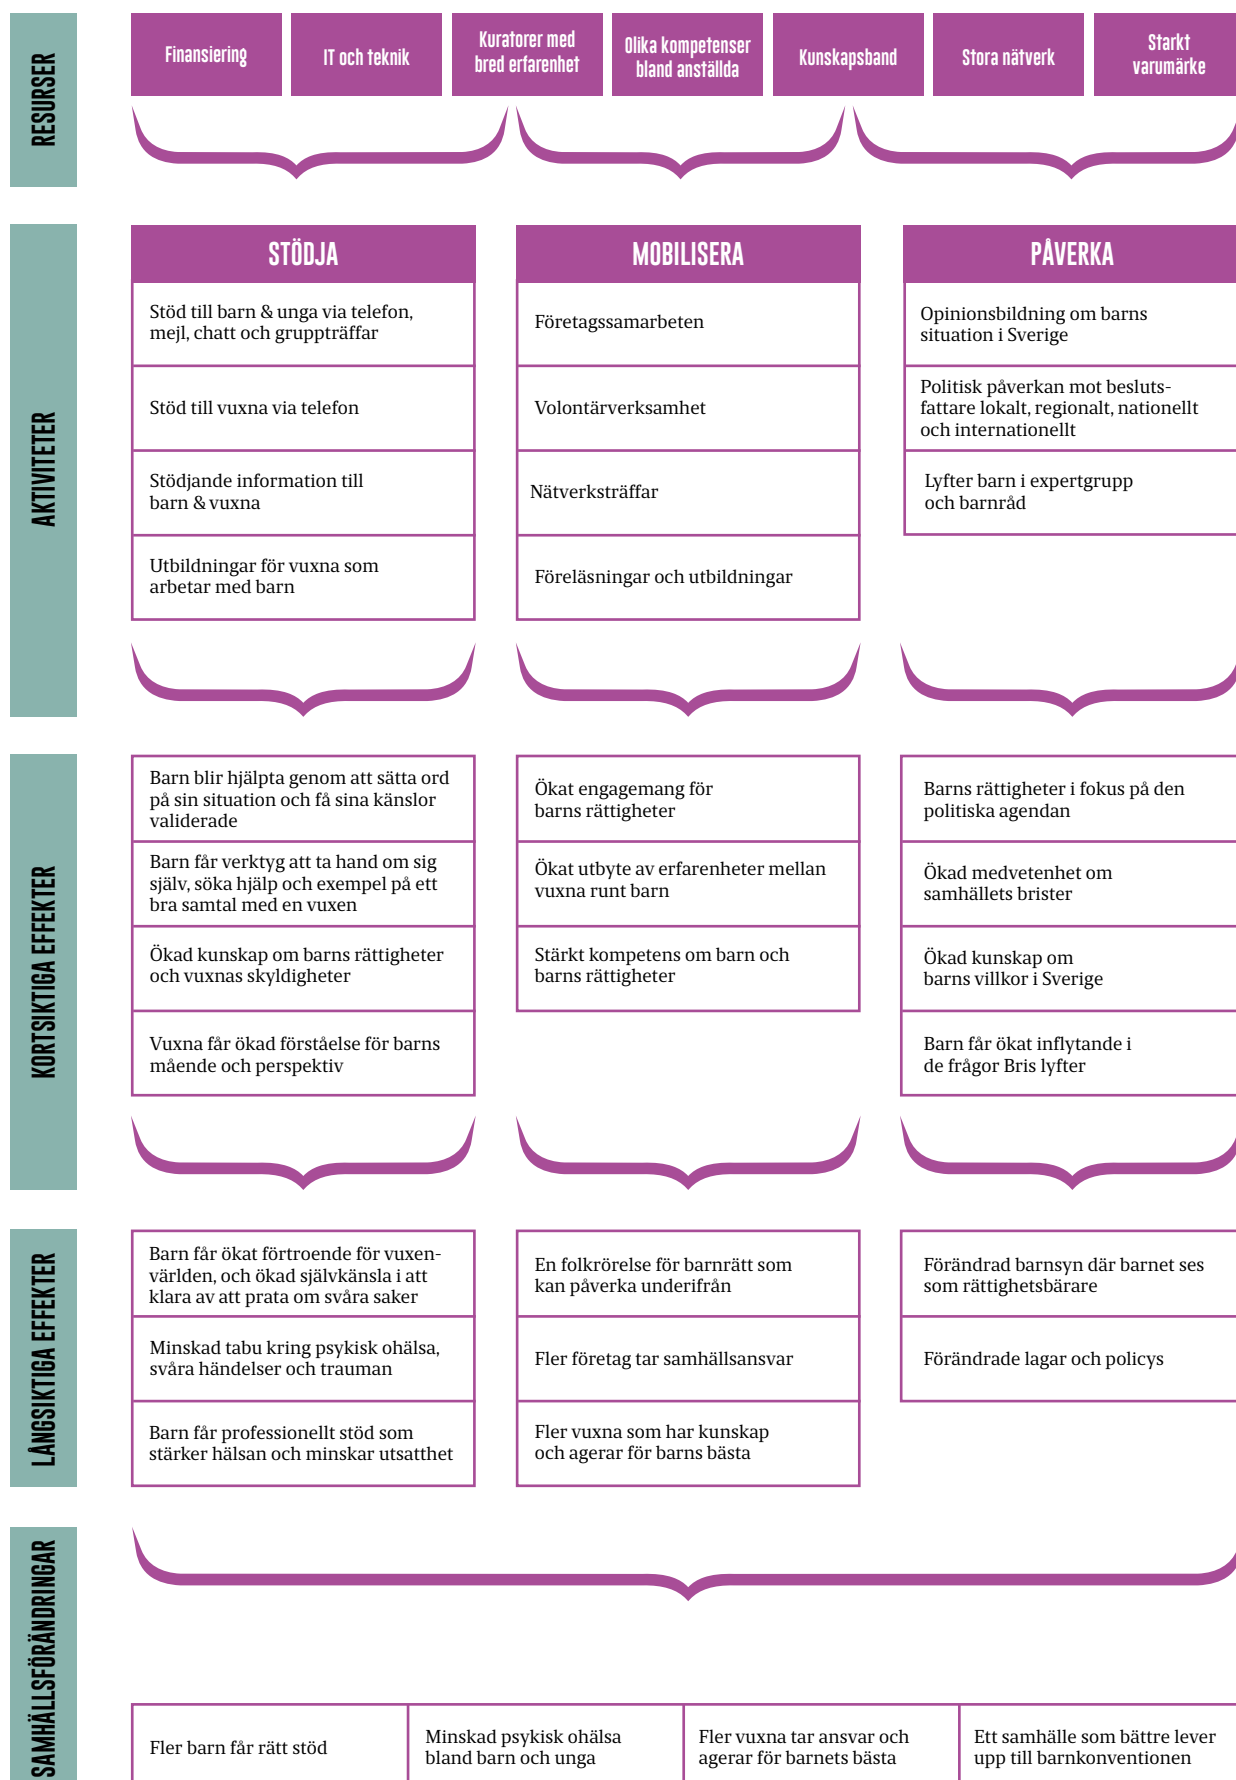 RESURSER
Finansiering
IT och teknik
Kuratorer med
bred erfarenhet
Olika kompetenser
bland anställda
Kunskapsband
Stora nätverk
Starkt
varumärke
AKTIVITETER
STÖDJA
Stöd till barn & unga via telefon,
mejl, chatt och gruppträffar
Stöd till vuxna via telefon
Stödjande information till
barn & vuxna
Utbildningar för vuxna som
arbetar med barn
MOBILISERA
Företagssamarbeten
Volontärverksamhet
Nätverksträffar
Föreläsningar och utbildningar
PÅVERKA
Opinionsbildning om barns
situation i Sverige
Politisk påverkan mot besluts-
fattare lokalt, regionalt, nationellt
och internationellt
Lyfter barn i expertgrupp
och barnråd
KORTSIKTIGA EFFEKTER
Barn blir hjälpta genom att sätta ord
på sin situation och få sina känslor
validerade
Barn får verktyg att ta hand om sig
själv, söka hjälp och exempel på ett
bra samtal med en vuxen
Ökad kunskap om barns rättigheter
och vuxnas skyldigheter
Vuxna får ökad förståelse för barns
mående och perspektiv
Ökat engagemang för
barns rättigheter
Ökat utbyte av erfarenheter mellan
vuxna runt barn
Stärkt kompetens om barn och
barns rättigheter
Barns rättigheter i fokus på den
politiska agendan
Ökad medvetenhet om
samhällets brister
Ökad kunskap om
barns villkor i Sverige
Barn får ökat inflytande i
de frågor Bris lyfter
LÅNGSIKTIGA EFFEKTER
Barn får ökat förtroende för vuxen-
världen, och ökad självkänsla i att
klara av att prata om svåra saker
Minskad tabu kring psykisk ohälsa,
svåra händelser och trauman
Barn får professionellt stöd som
stärker hälsan och minskar utsatthet
En folkrörelse för barnrätt som
kan påverka underifrån
Fler företag tar samhällsansvar
Fler vuxna som har kunskap
och agerar för barns bästa
Förändrad barnsyn där barnet ses
som rättighetsbärare
Förändrade lagar och policys
SAMHÄLLSFÖRÄNDRINGAR
Fler barn får rätt stöd
Minskad psykisk ohälsa
bland barn och unga
Fler vuxna tar ansvar och
agerar för barnets bästa
Ett samhälle som bättre lever
upp till barnkonventionen